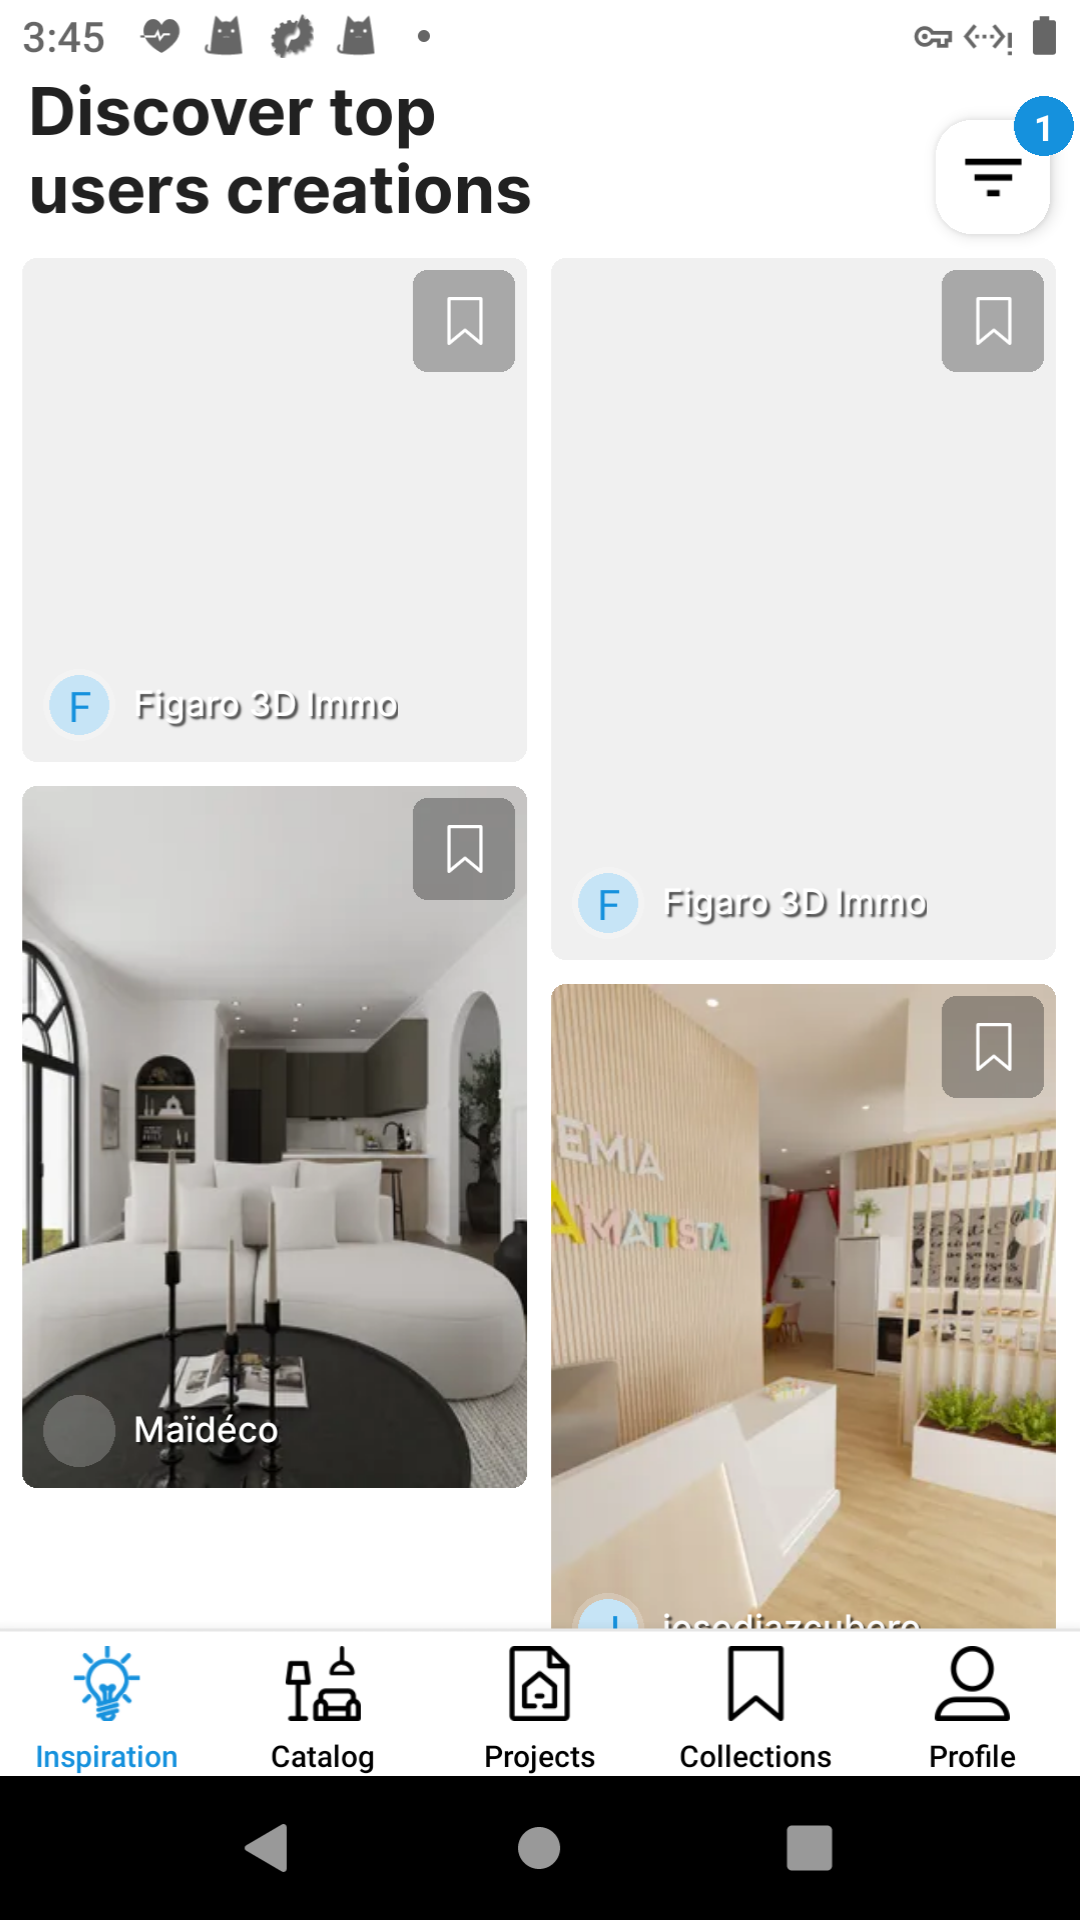 3:45
Discover top
users creations
1
F Figaro 3D Immo
F Figaro 3D Immo
Maïdéco
EMIA
AMATISTA
J josediazcubero
Inspiration
Catalog
Projects
Collections
Profile